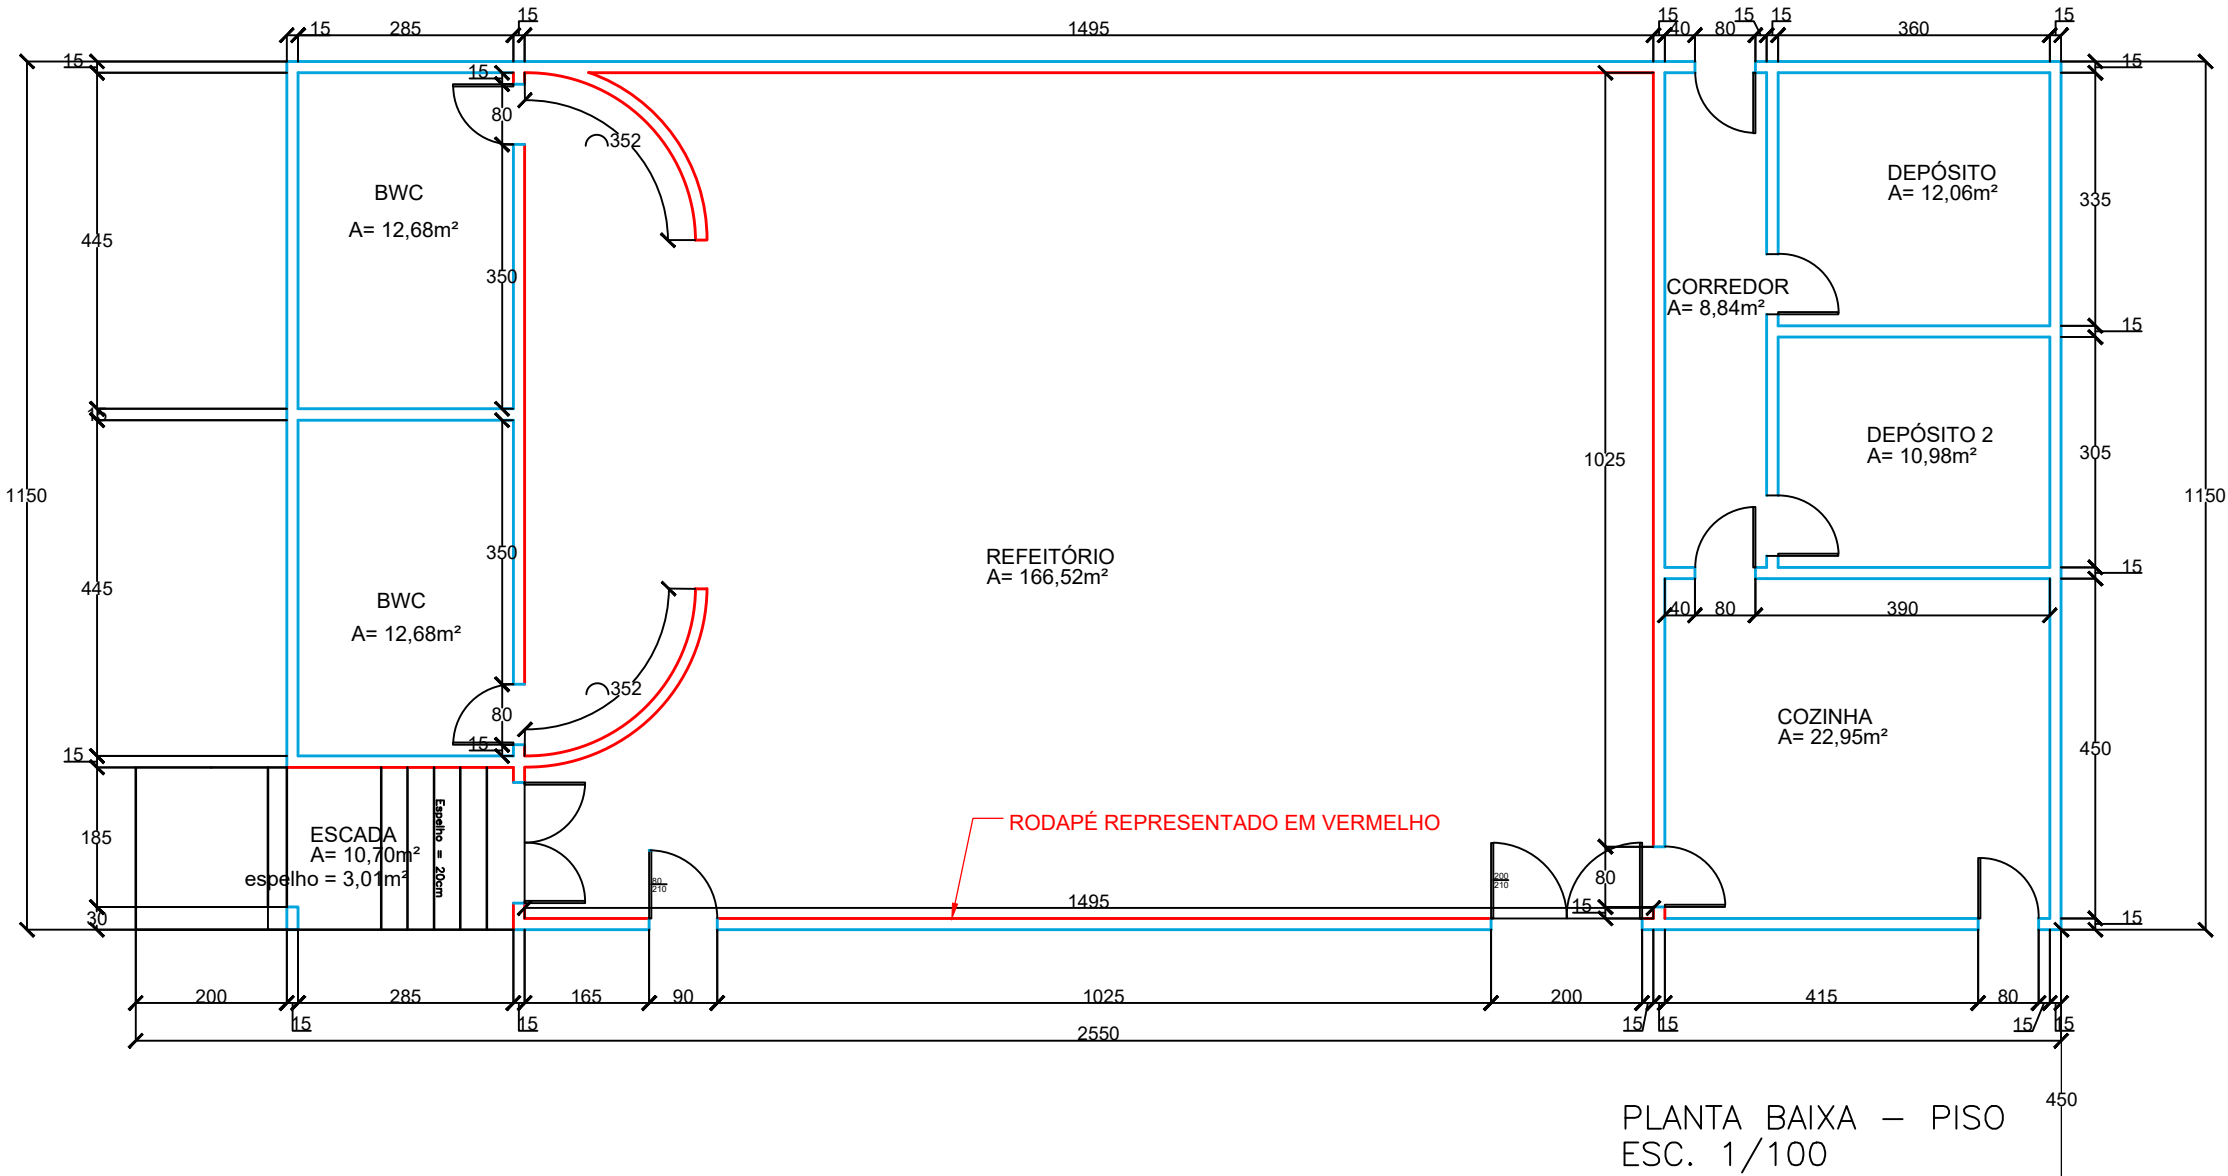 15
285
15
1495
15
40
80
15
15
360
15
15
15
15
80
352
BWC
A= 12,68m²
445
350
DEPÓSITO
A= 12,06m²
335
CORREDOR
A= 8,84m²
15
15
DEPÓSITO 2
A= 10,98m²
305
1025
1150
1150
350
REFEITÓRIO
A= 166,52m²
15
445
BWC
A= 12,68m²
40
80
390
352
80
15
15
COZINHA
A= 22,95m²
450
RODAPÉ REPRESENTADO EM VERMELHO
185
ESCADA
A= 10,70m²
espelho = 3,01m²
Espelho = 20cm
80
210
200
210
80
1495
15
30
15
200
285
165
90
1025
200
415
80
15
15
15
15
15
15
2550
450
PLANTA BAIXA – PISO
ESC. 1/100